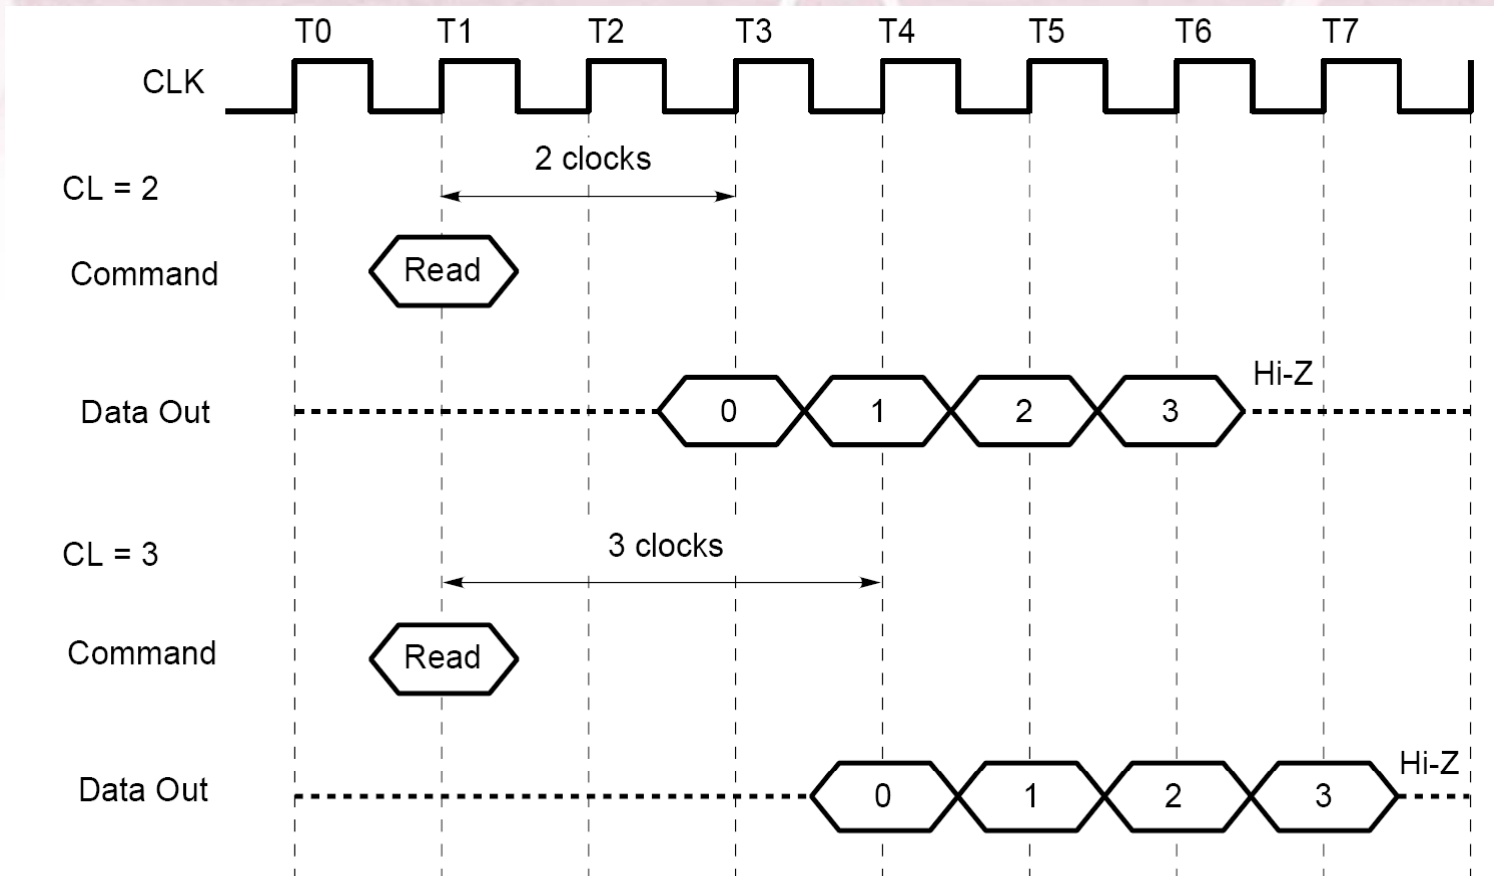 T0 T1 T2 T3 T4 T5 T6 T7
CLK
2 clocks
CL = 2
Command Read
Hi-Z
Data Out 0 1 2 3
3 clocks
CL = 3
Command Read
Hi-Z
Data Out 0 1 2 3